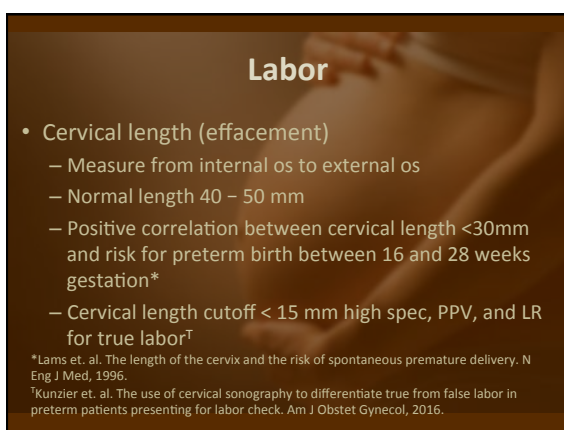 Labor
• Cervical length (effacement)
– Measure from internal os to external os
– Normal length 40 – 50 mm
– Positive correlation between cervical length <30mm
and risk for preterm birth between 16 and 28 weeks
gestation*
– Cervical length cutoff < 15 mm high spec, PPV, and LR
for true laborᵀ
*Lams et. al. The length of the cervix and the risk of spontaneous premature delivery. N
Eng J Med, 1996.
ᵀKunzier et. al. The use of cervical sonography to differentiate true from false labor in
preterm patients presenting for labor check. Am J Obstet Gynecol, 2016.